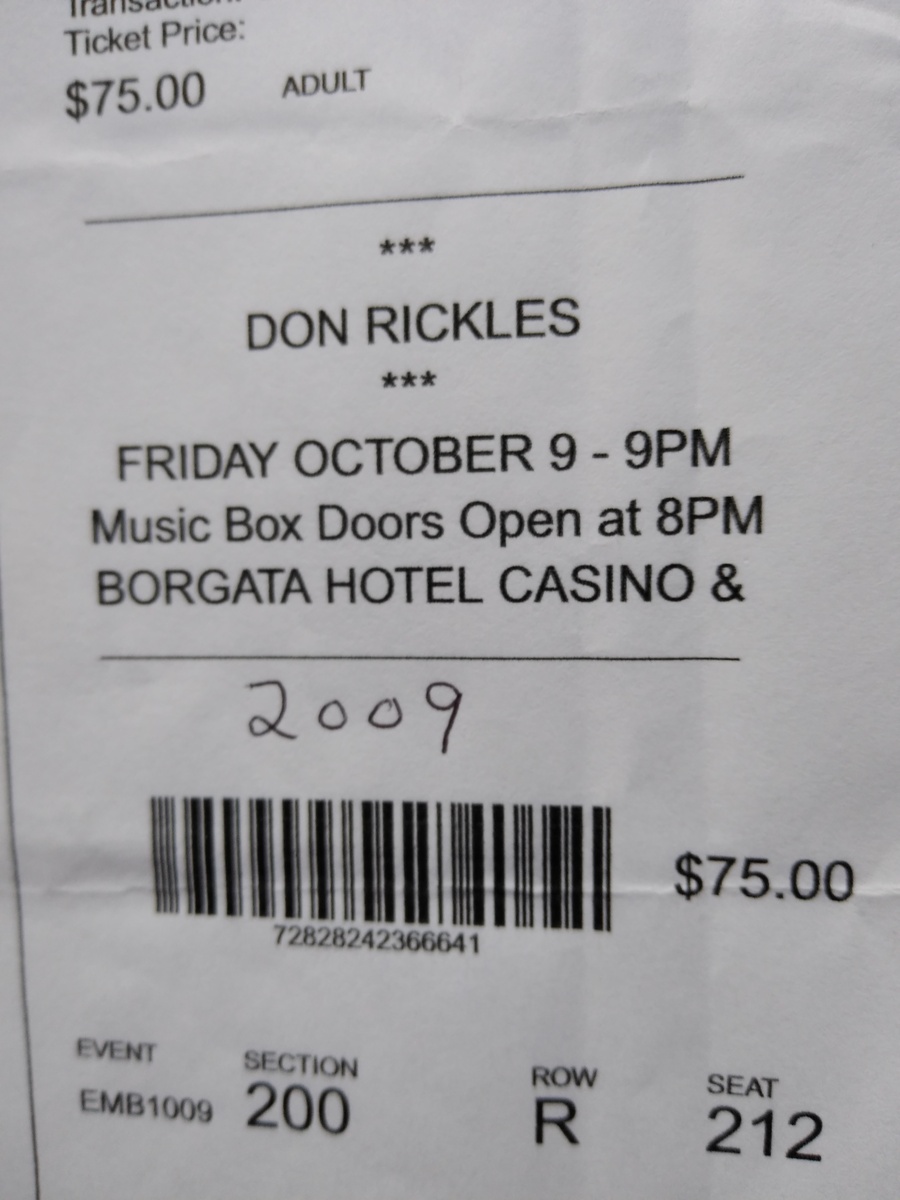 Transaction:
Ticket Price:
$75.00 ADULT
***
DON RICKLES
***
FRIDAY OCTOBER 9 - 9PM
Music Box Doors Open at 8PM
BORGATA HOTEL CASINO &
2009
$75.00
72828242366641
EVENT SECTION ROW SEAT
EMB1009 200 R 212